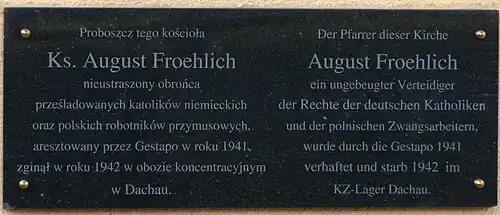 Proboszcz tego kościoła
Ks. August Froehlich
nieustraszony obrońca
prześladowanych katolików niemieckich
oraz polskich robotników przymusowych,
aresztowany przez Gestapo w roku 1941,
zginął w roku 1942 w obozie koncentracyjnym
w Dachau.
Der Pfarrer dieser Kirche
August Froehlich
ein ungebeugter Verteidiger
der Rechte der deutschen Katholiken
und der polnischen Zwangsarbeitern,
wurde durch die Gestapo 1941
verhaftet und starb 1942 im
KZ-Lager Dachau.